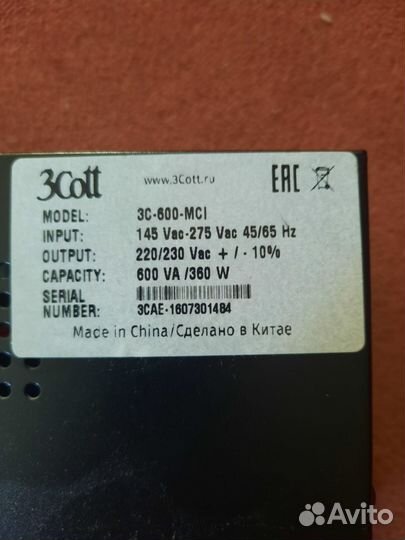 3Cott www.3Cott.ru EAC
MODEL: 3C-600-MCI
INPUT: 145 Vac-275 Vac 45/65 Hz
OUTPUT: 220/230 Vac + / - 10%
CAPACITY: 600 VA /360 W
SERIAL
NUMBER: 3CAE-1607301484
Made in China/Сделано в Китае
Avito